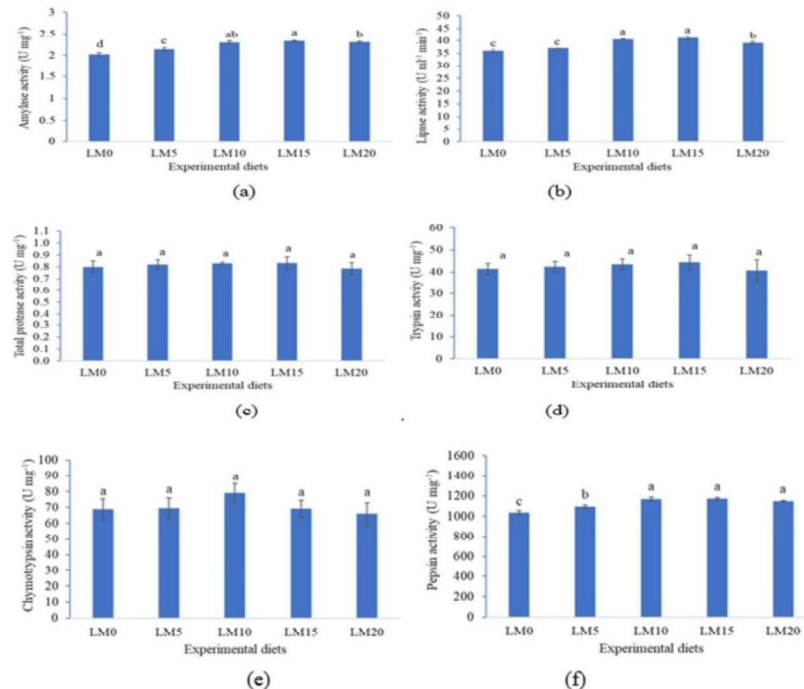 Amylase actvity (U mg-1)
3
2.5
2
1.5
1
0.5
0
d c ab a b
LM0 LM5 LM10 LM15 LM20
Experimental diets
(a)
Lipase activity (U ml-1 min-1)
50
45
40
35
30
25
20
15
10
5
0
c c a a b
LM0 LM5 LM10 LM15 LM20
Experimental diets
(b)
Total protease actvity (U mg-1)
1.1
1.0
0.9
0.8
0.7
0.6
0.5
0.4
0.3
0.2
0.1
0.0
a a a a a
LM0 LM5 LM10 LM15 LM20
Experimental diets
(c)
Trypsin activity (U mg-1)
60
50
40
30
20
10
0
a a a a a
LM0 LM5 LM10 LM15 LM20
Experimental diets
(d)
Chymotrypsin actvity (U mg-1)
100
90
80
70
60
50
40
30
20
10
0
a a a a a
LM0 LM5 LM10 LM15 LM20
Experimental diets
(e)
Pepsin activity (U mg-1)
1600
1400
1200
1000
800
600
400
200
0
c b a a a
LM0 LM5 LM10 LM15 LM20
Experimental diets
(f)